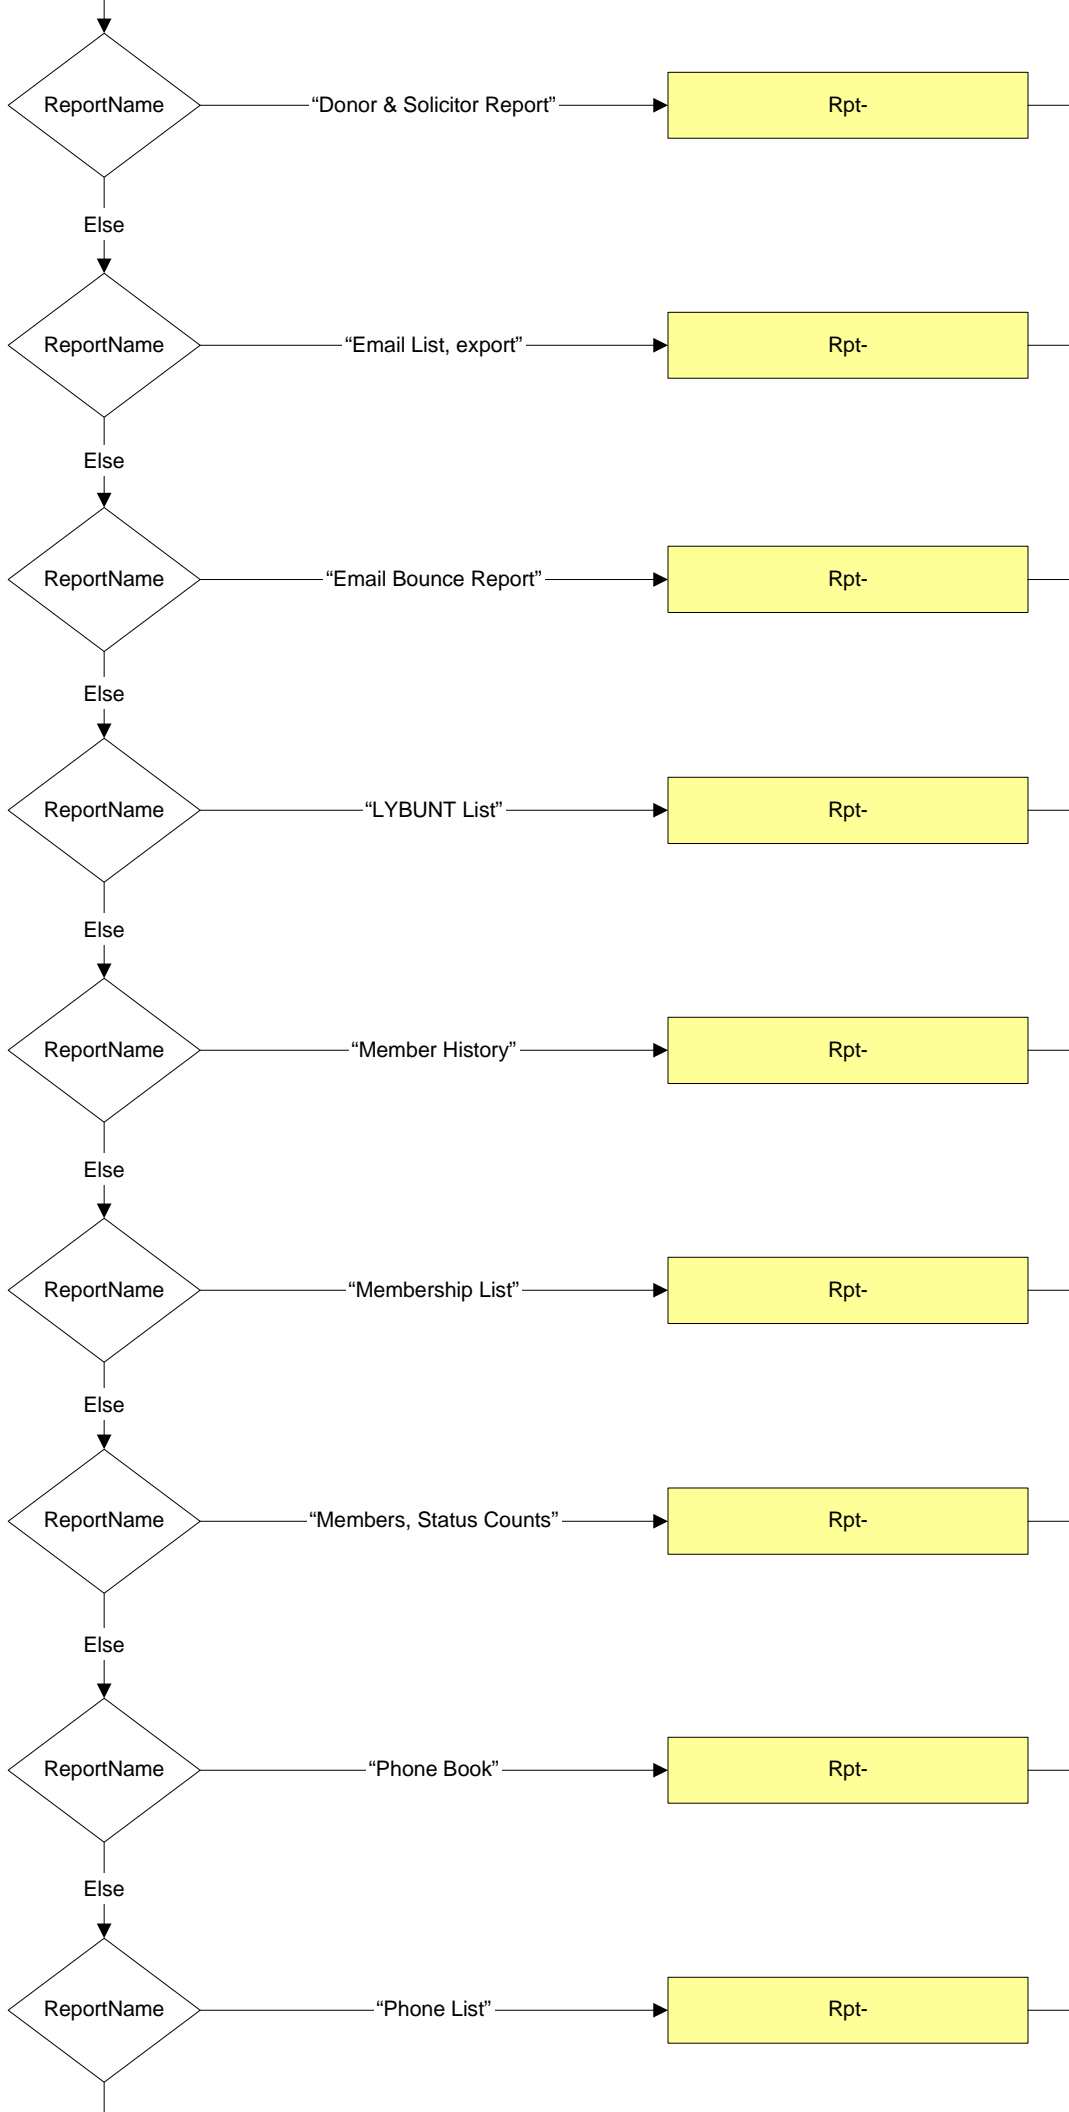 ReportName
“Donor & Solicitor Report”
Rpt-
Else
ReportName
“Email List, export”
Rpt-
Else
ReportName
“Email Bounce Report”
Rpt-
Else
ReportName
“LYBUNT List”
Rpt-
Else
ReportName
“Member History”
Rpt-
Else
ReportName
“Membership List”
Rpt-
Else
ReportName
“Members, Status Counts”
Rpt-
Else
ReportName
“Phone Book”
Rpt-
Else
ReportName
“Phone List”
Rpt-